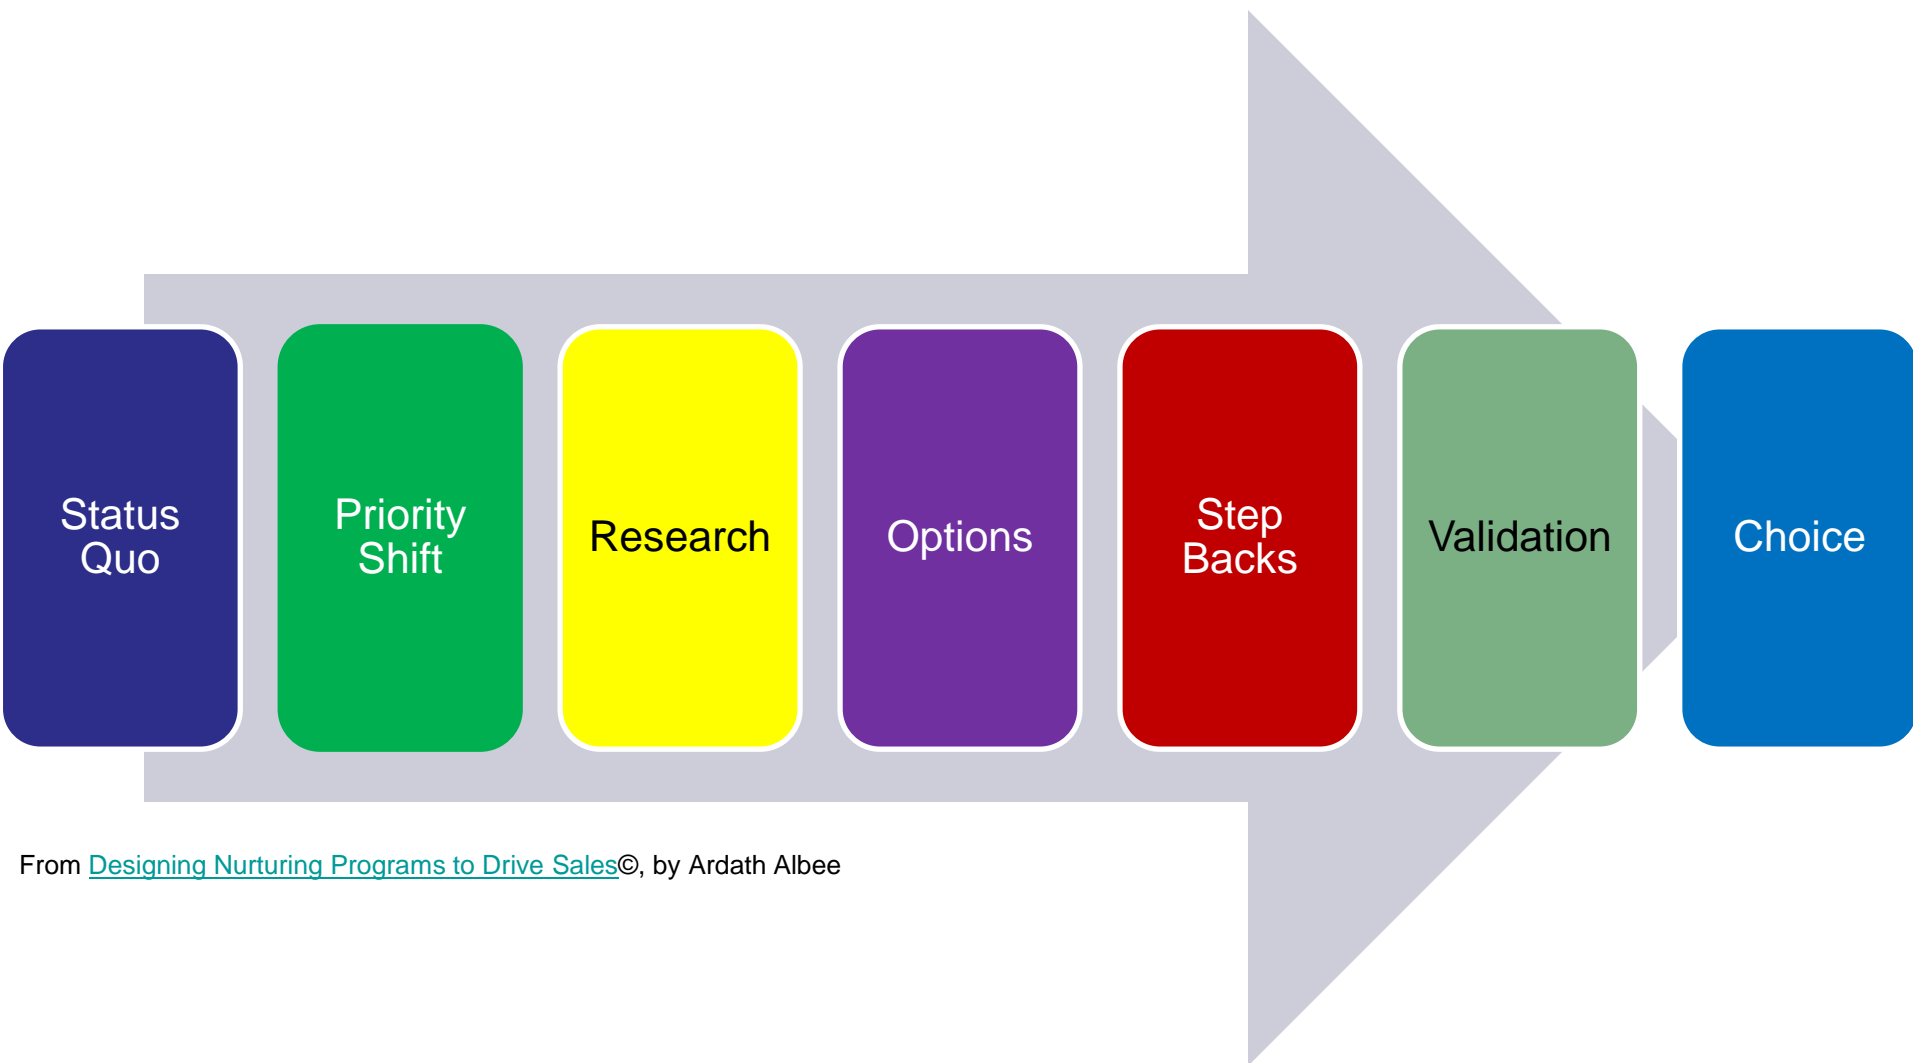 Status
Quo
Priority
Shift
Research
Options
Step
Backs
Validation
Choice
From Designing Nurturing Programs to Drive Sales©, by Ardath Albee